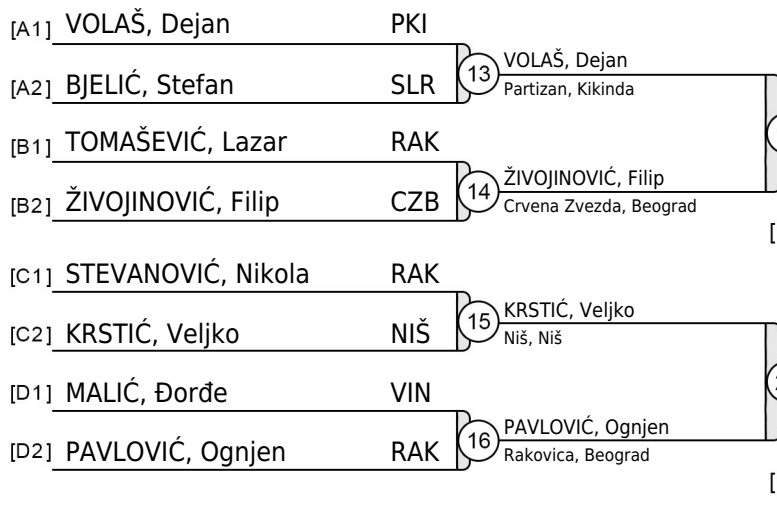 [A1] VOLAŠ, Dejan PKI
[A2] BJELIĆ, Stefan SLR
13 VOLAŠ, Dejan
Partizan, Kikinda
[B1] TOMAŠEVIĆ, Lazar RAK
[B2] ŽIVOJINOVIĆ, Filip CZB
14 ŽIVOJINOVIĆ, Filip
Crvena Zvezda, Beograd
[
[C1] STEVANOVIĆ, Nikola RAK
[C2] KRSTIĆ, Veljko NIŠ
15 KRSTIĆ, Veljko
Niš, Niš
[D1] MALIĆ, Đorđe VIN
[D2] PAVLOVIĆ, Ognjen RAK
16 PAVLOVIĆ, Ognjen
Rakovica, Beograd
[